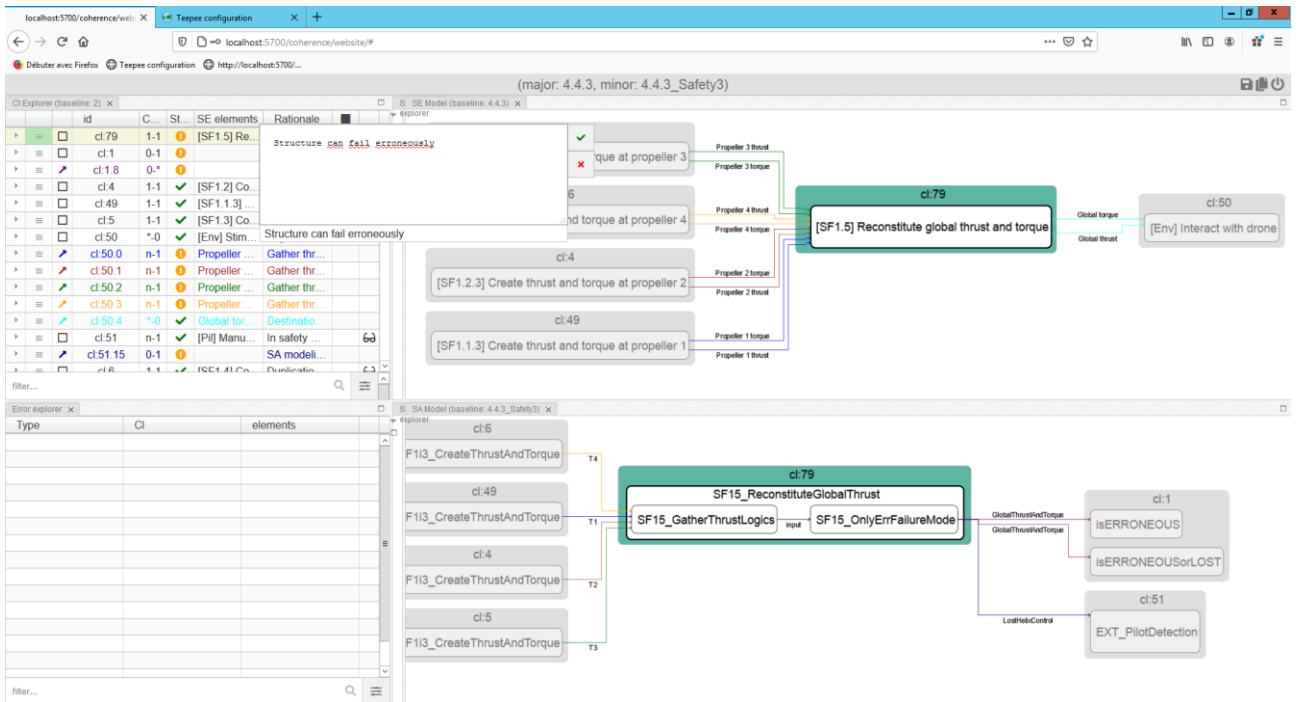 localhost:5700/coherence/web
Teepee configuration
localhost:5700/coherence/website/#
Débuter avec Firefox Teepee configuration http://localhost:5700/...
(major: 4.4.3, minor: 4.4.3_Safety3)
CI Explorer (baseline: 2)
id C... St... SE elements Rationale
cl:79 1-1 [SF1.5] Re...
cl:1 0-1
cl:1.8 0-*
cl:4 1-1 [SF1.2] Co...
cl:49 1-1 [SF1.1.3] ...
cl:5 1-1 [SF1.3] Co...
cl:50 *-0 [Env] Stim...
cl:50.0 n-1 Propeller ... Gather thr...
cl:50.1 n-1 Propeller ... Gather thr...
cl:50.2 n-1 Propeller ... Gather thr...
cl:50.3 n-1 Propeller ... Gather thr...
cl:50.4 *-0 Global tor... Destinatio...
cl:51 n-1 [Pil] Manu... In safety ...
cl:51.15 0-1 SA modeli...
cl:6 1-1 [SF1.4] Co... Duplicatio...
filter...
Structure can fail erroneously
Structure can fail erroneously
S SE Model (baseline: 4.4.3)
explorer
rque at propeller 3
6
nd torque at propeller 4
cl:4
[SF1.2.3] Create thrust and torque at propeller 2
cl:49
[SF1.1.3] Create thrust and torque at propeller 1
Propeller 3 thrust
Propeller 3 torque
Propeller 4 thrust
Propeller 4 torque
Propeller 2 torque
Propeller 2 thrust
Propeller 1 torque
Propeller 1 thrust
cl:79
[SF1.5] Reconstitute global thrust and torque
Global torque
Global thrust
cl:50
[Env] Interact with drone
Error explorer
Type CI elements
filter...
S SA Model (baseline: 4.4.3_Safety3)
explorer
cl:6
F1i3_CreateThrustAndTorque
cl:49
F1i3_CreateThrustAndTorque
cl:4
F1i3_CreateThrustAndTorque
cl:5
F1i3_CreateThrustAndTorque
T4
T1
T2
T3
cl:79
SF15_ReconstituteGlobalThrust
SF15_GatherThrustLogics
input
SF15_OnlyErrFailureMode
GlobalThrustAndTorque
GlobalThrustAndTorque
LostHelixControl
cl:1
isERRONEOUS
isERRONEOUSorLOST
cl:51
EXT_PilotDetection